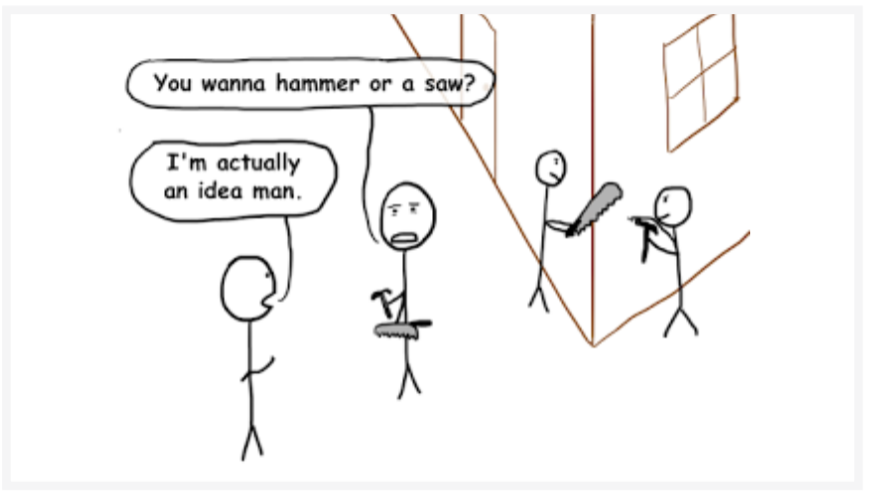 You wanna hammer or a saw?
I'm actually
an idea man.